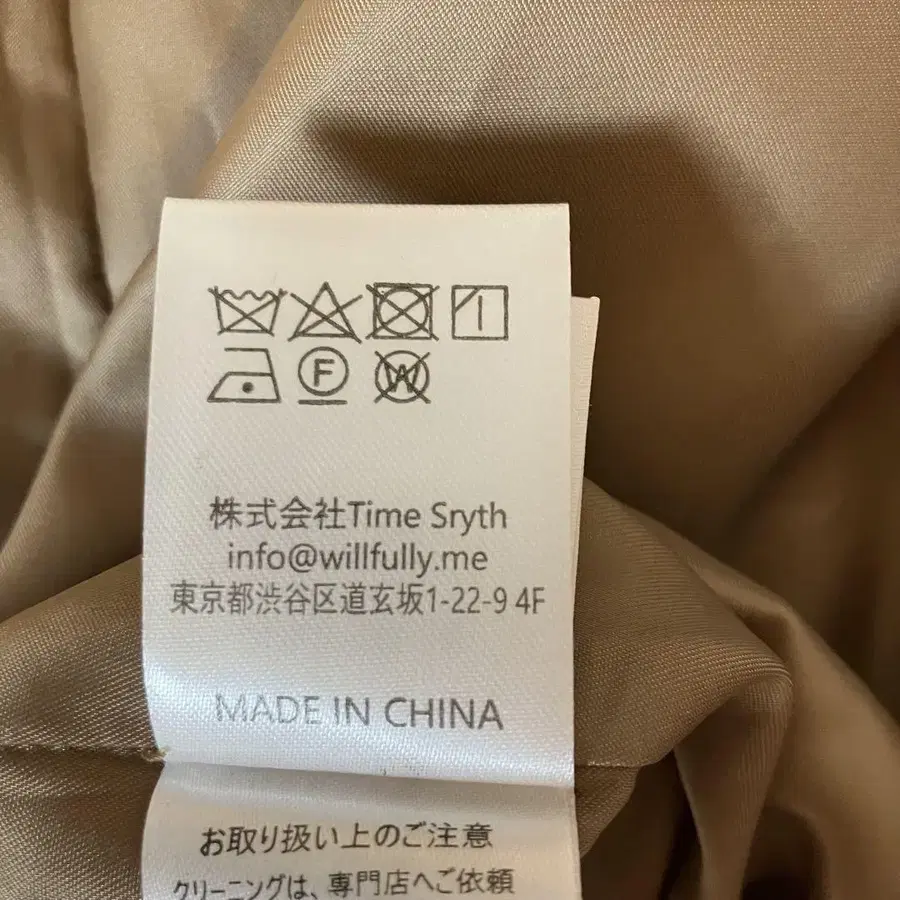 F W
株式会社Time Sryth
info@willfully.me
東京都渋谷区道玄坂1-22-9 4F
MADE IN CHINA
お取り扱い上のご注意
クリーニングは、専門店へご依頼